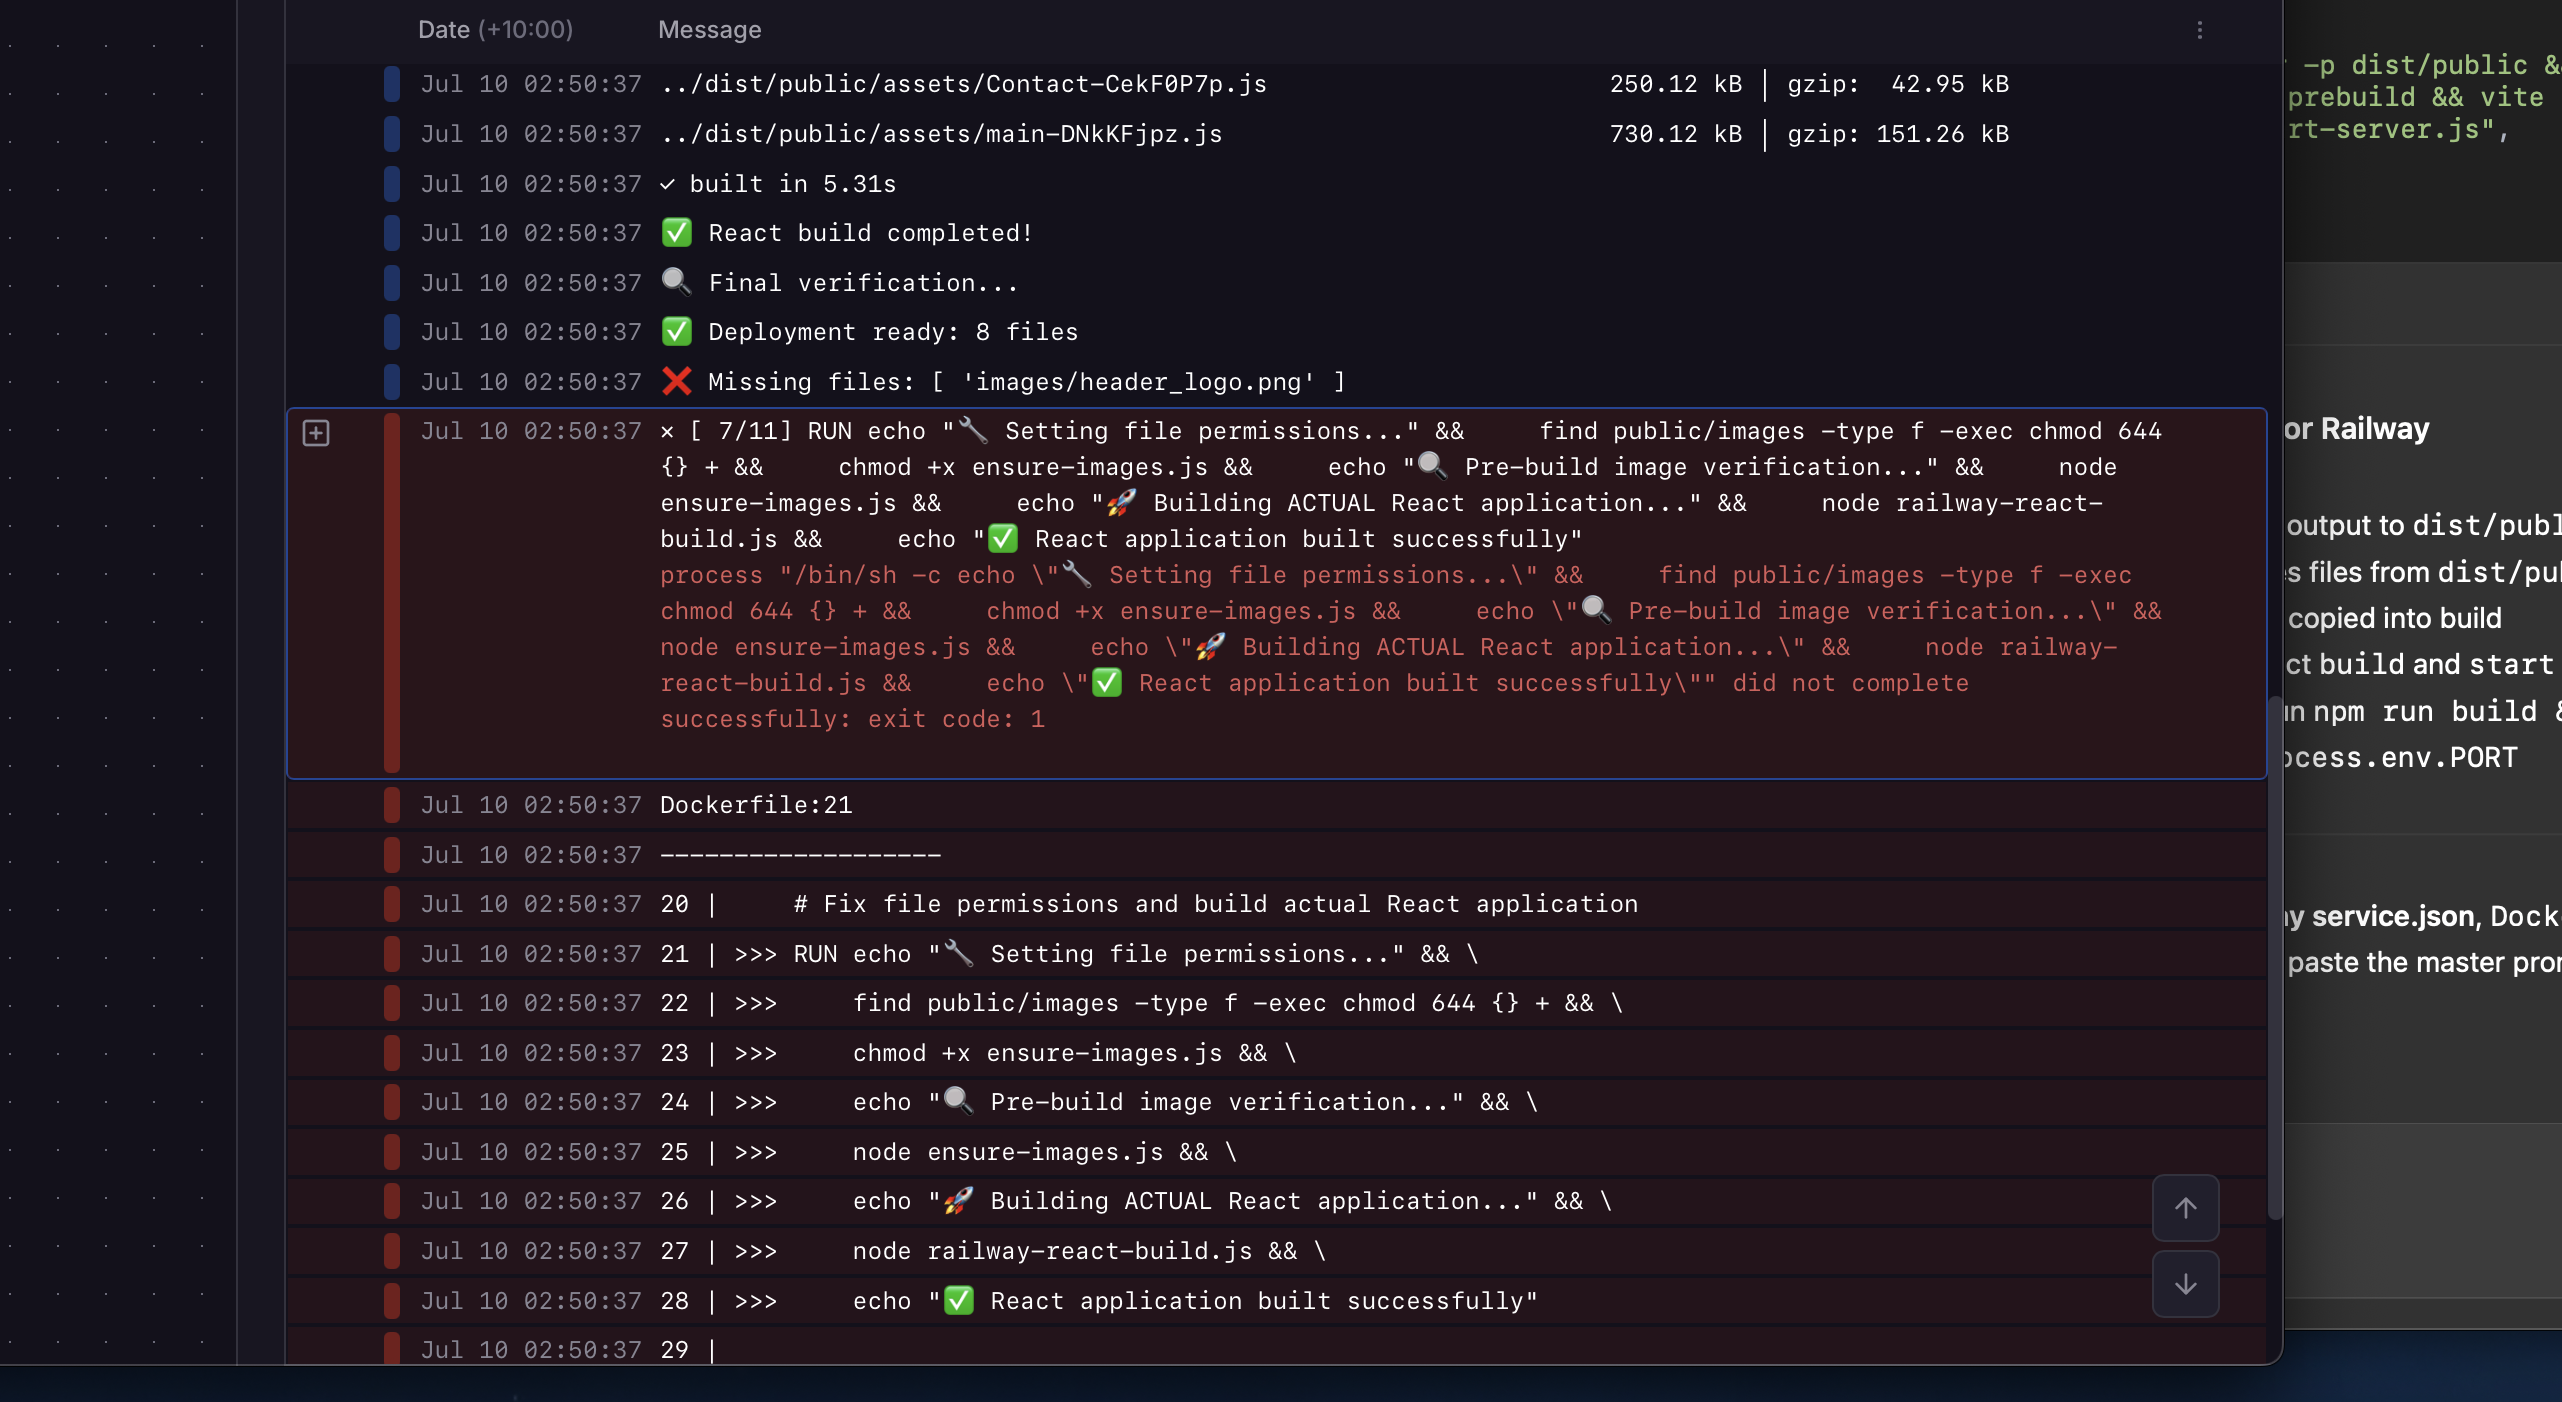 Date (+10:00) Message
Jul 10 02:50:37 ../dist/public/assets/Contact-CekF0P7p.js 250.12 kB │ gzip: 42.95 kB
Jul 10 02:50:37 ../dist/public/assets/main-DNkKFjpz.js 730.12 kB │ gzip: 151.26 kB
Jul 10 02:50:37 ✓ built in 5.31s
Jul 10 02:50:37 ✅ React build completed!
Jul 10 02:50:37 🔍 Final verification...
Jul 10 02:50:37 ✅ Deployment ready: 8 files
Jul 10 02:50:37 ❌ Missing files: [ 'images/header_logo.png' ]
Jul 10 02:50:37 ✕ [ 7/11] RUN echo "🔧 Setting file permissions..." && find public/images -type f -exec chmod 644
{} + && chmod +x ensure-images.js && echo "🔍 Pre-build image verification..." && node
ensure-images.js && echo "🚀 Building ACTUAL React application..." && node railway-react-
build.js && echo "✅ React application built successfully"
process "/bin/sh -c echo \"🔧 Setting file permissions...\" && find public/images -type f -exec
chmod 644 {} + && chmod +x ensure-images.js && echo \"🔍 Pre-build image verification...\" &&
node ensure-images.js && echo \"🚀 Building ACTUAL React application...\" && node railway-
react-build.js && echo \"✅ React application built successfully\"" did not complete
successfully: exit code: 1
Jul 10 02:50:37 Dockerfile:21
Jul 10 02:50:37 -------------------
Jul 10 02:50:37 20 | # Fix file permissions and build actual React application
Jul 10 02:50:37 21 | >>> RUN echo "🔧 Setting file permissions..." && \
Jul 10 02:50:37 22 | >>> find public/images -type f -exec chmod 644 {} + && \
Jul 10 02:50:37 23 | >>> chmod +x ensure-images.js && \
Jul 10 02:50:37 24 | >>> echo "🔍 Pre-build image verification..." && \
Jul 10 02:50:37 25 | >>> node ensure-images.js && \
Jul 10 02:50:37 26 | >>> echo "🚀 Building ACTUAL React application..." && \
Jul 10 02:50:37 27 | >>> node railway-react-build.js && \
Jul 10 02:50:37 28 | >>> echo "✅ React application built successfully"
Jul 10 02:50:37 29 |
-p dist/public &
prebuild && vite
rt-server.js",
or Railway
output to dist/publ
s files from dist/pu
copied into build
ct build and start
n npm run build &
ocess.env.PORT
y service.json, Dock
paste the master pro